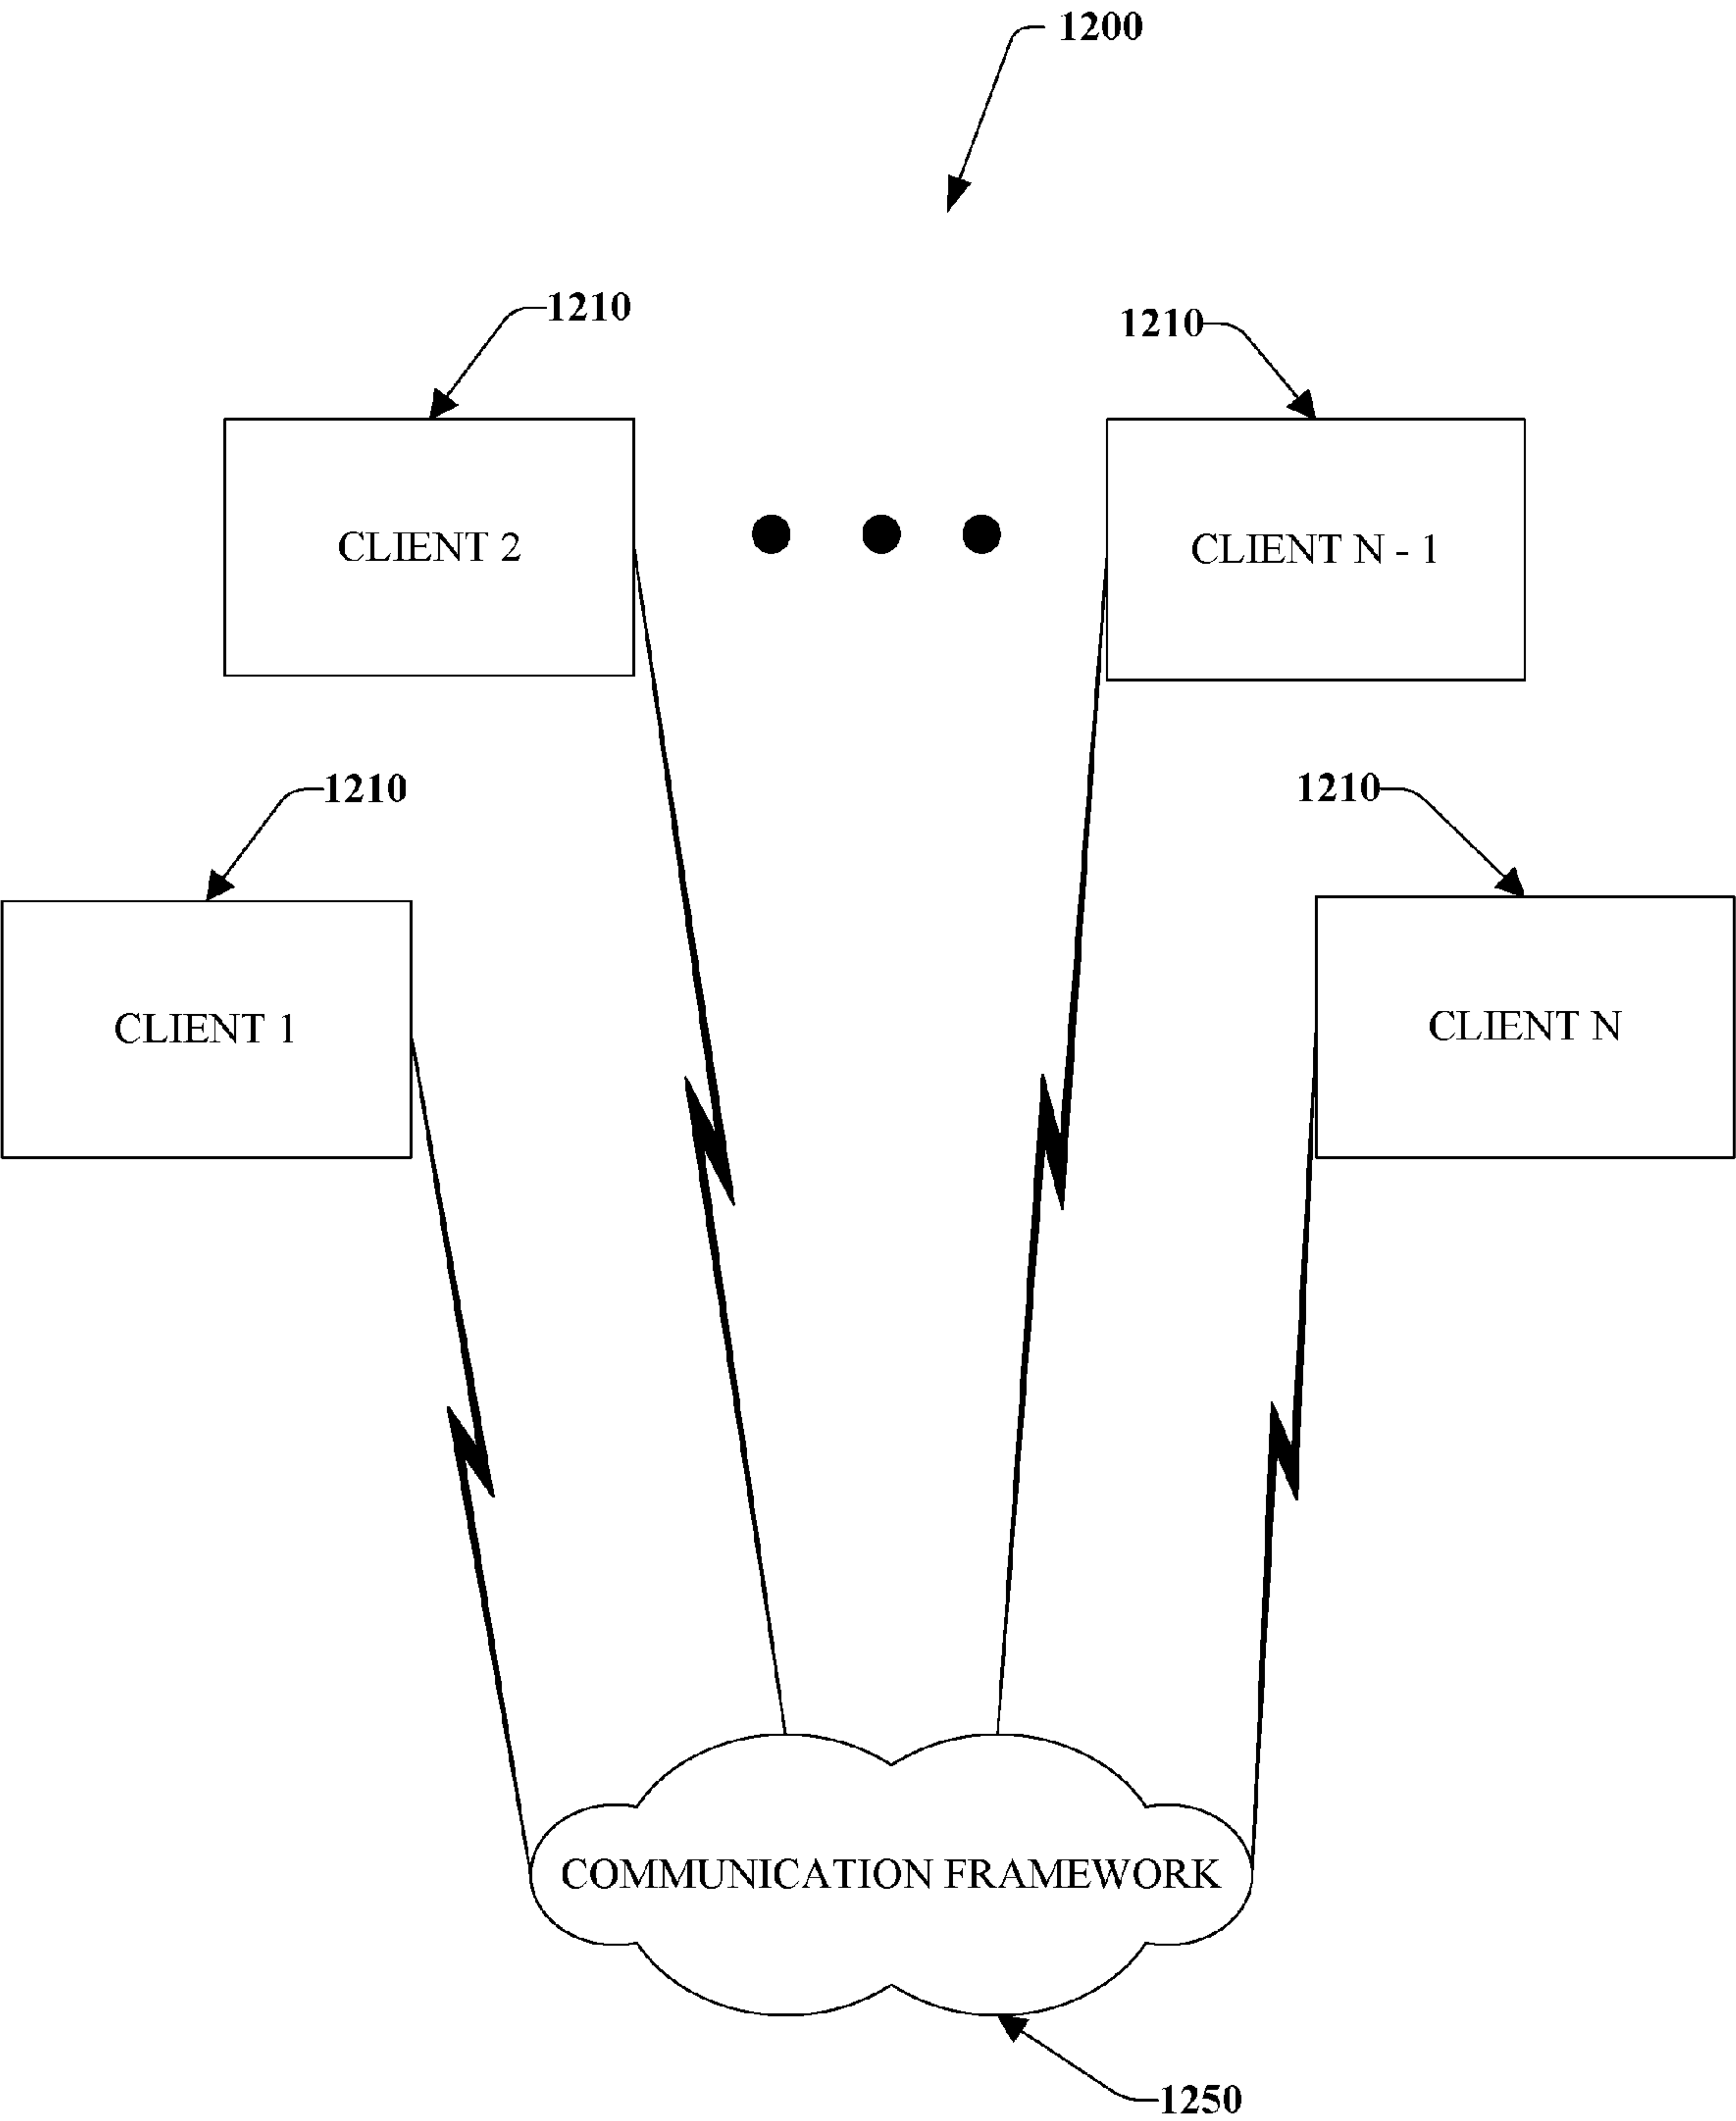 1200
1210
1210
CLIENT 2
CLIENT N - 1
1210
1210
CLIENT 1
CLIENT N
COMMUNICATION FRAMEWORK
1250